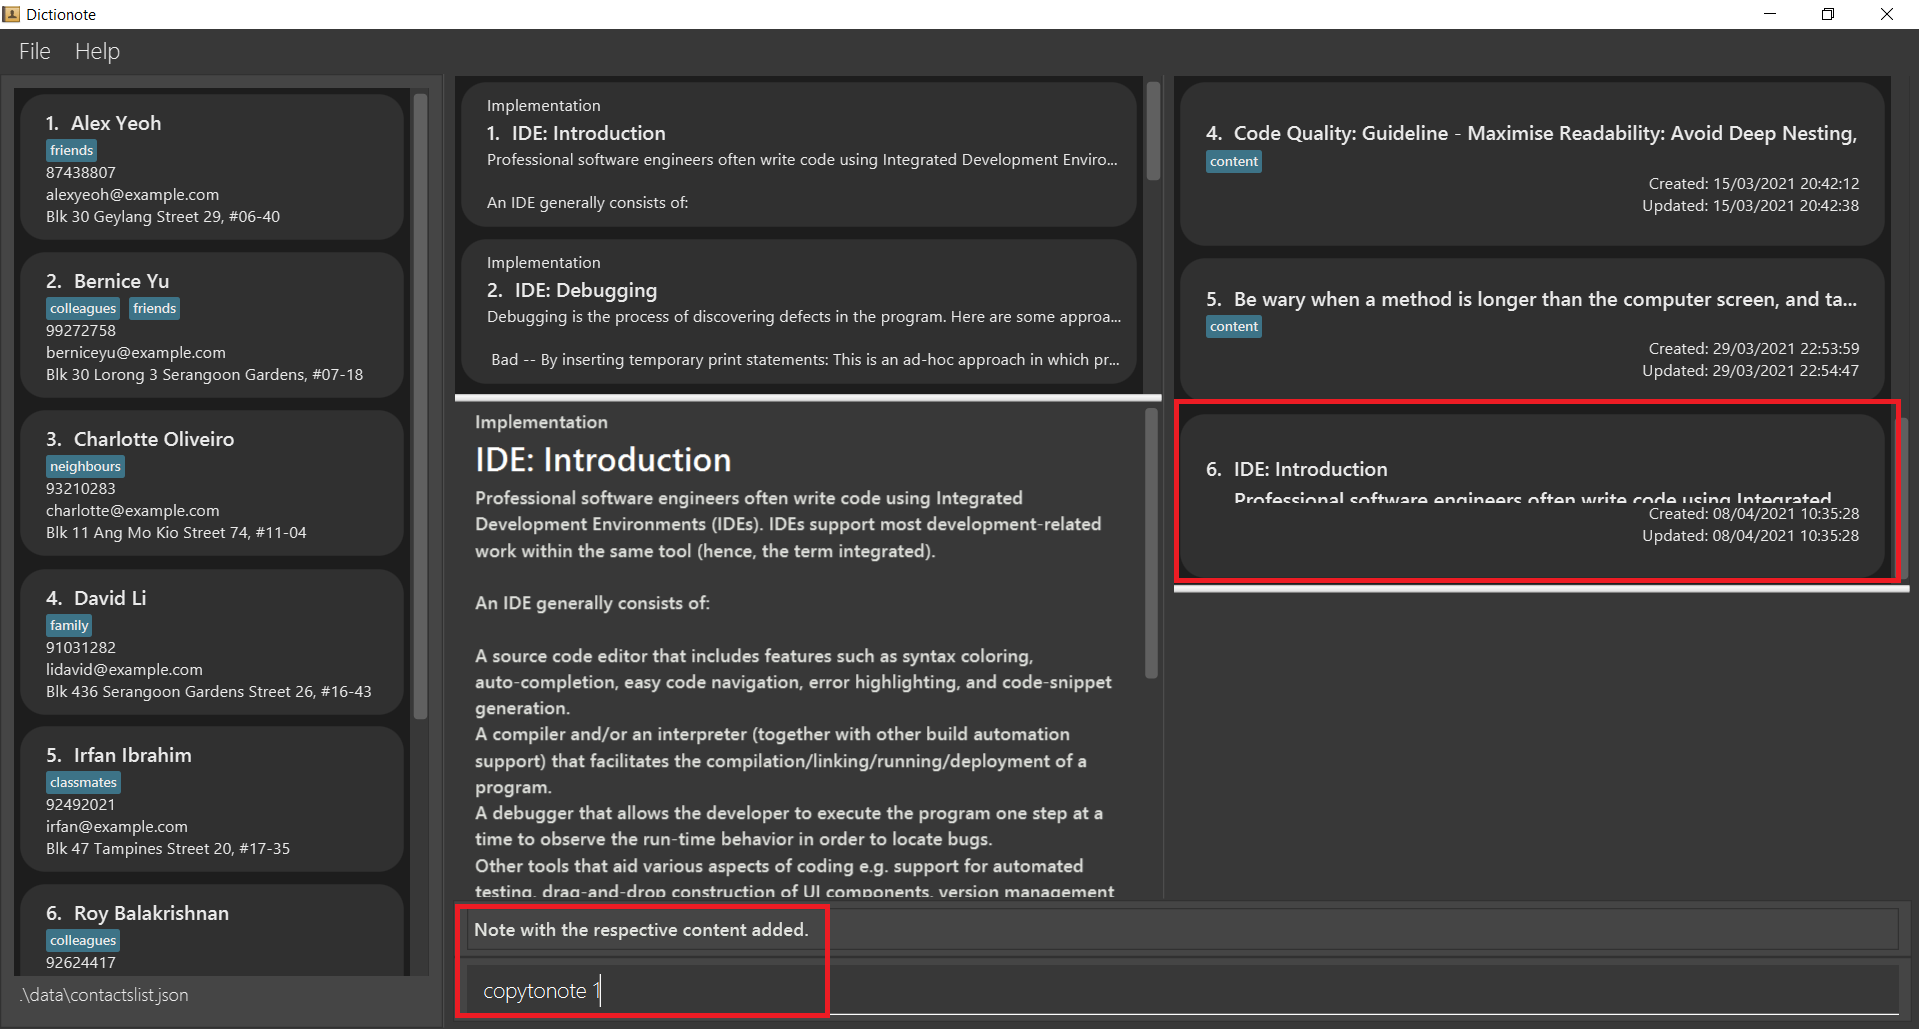 Dictionote
File Help
1. Alex Yeoh
friends
87438807
alexyeoh@example.com
Blk 30 Geylang Street 29, #06-40
2. Bernice Yu
colleagues friends
99272758
berniceyu@example.com
Blk 30 Lorong 3 Serangoon Gardens, #07-18
3. Charlotte Oliveiro
neighbours
93210283
charlotte@example.com
Blk 11 Ang Mo Kio Street 74, #11-04
4. David Li
family
91031282
lidavid@example.com
Blk 436 Serangoon Gardens Street 26, #16-43
5. Irfan Ibrahim
classmates
92492021
irfan@example.com
Blk 47 Tampines Street 20, #17-35
6. Roy Balakrishnan
colleagues
92624417
.\data\contactslist.json
Implementation
1. IDE: Introduction
Professional software engineers often write code using Integrated Development Enviro...
An IDE generally consists of:
Implementation
2. IDE: Debugging
Debugging is the process of discovering defects in the program. Here are some approa...
Bad -- By inserting temporary print statements: This is an ad-hoc approach in which pr...
Implementation
IDE: Introduction
Professional software engineers often write code using Integrated
Development Environments (IDEs). IDEs support most development-related
work within the same tool (hence, the term integrated).
An IDE generally consists of:
A source code editor that includes features such as syntax coloring,
auto-completion, easy code navigation, error highlighting, and code-snippet
generation.
A compiler and/or an interpreter (together with other build automation
support) that facilitates the compilation/linking/running/deployment of a
program.
A debugger that allows the developer to execute the program one step at a
time to observe the run-time behavior in order to locate bugs.
Other tools that aid various aspects of coding e.g. support for automated
testing, drag-and-drop construction of UI components, version management
Note with the respective content added.
copytonote 1
4. Code Quality: Guideline - Maximise Readability: Avoid Deep Nesting,
content
Created: 15/03/2021 20:42:12
Updated: 15/03/2021 20:42:38
5. Be wary when a method is longer than the computer screen, and ta...
content
Created: 29/03/2021 22:53:59
Updated: 29/03/2021 22:54:47
6. IDE: Introduction
Professional software engineers often write code using Integrated
Created: 08/04/2021 10:35:28
Updated: 08/04/2021 10:35:28